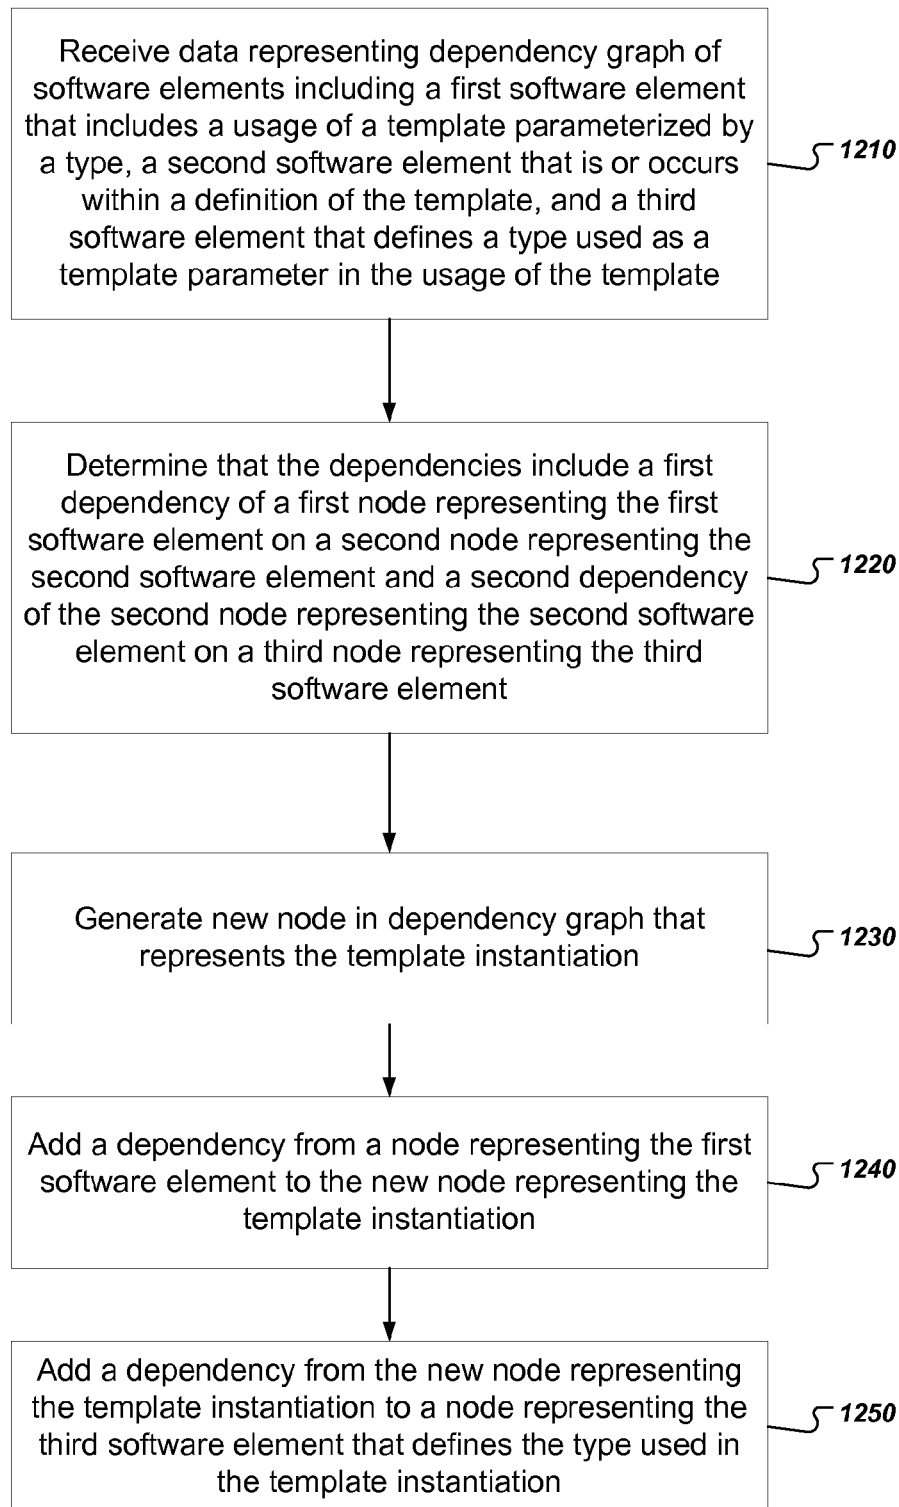 Receive data representing dependency graph of
software elements including a first software element
that includes a usage of a template parameterized by
a type, a second software element that is or occurs
within a definition of the template, and a third
software element that defines a type used as a
template parameter in the usage of the template
1210
Determine that the dependencies include a first
dependency of a first node representing the first
software element on a second node representing the
second software element and a second dependency
of the second node representing the second software
element on a third node representing the third
software element
1220
Generate new node in dependency graph that
represents the template instantiation
1230
Add a dependency from a node representing the first
software element to the new node representing the
template instantiation
1240
Add a dependency from the new node representing
the template instantiation to a node representing the
third software element that defines the type used in
the template instantiation
1250